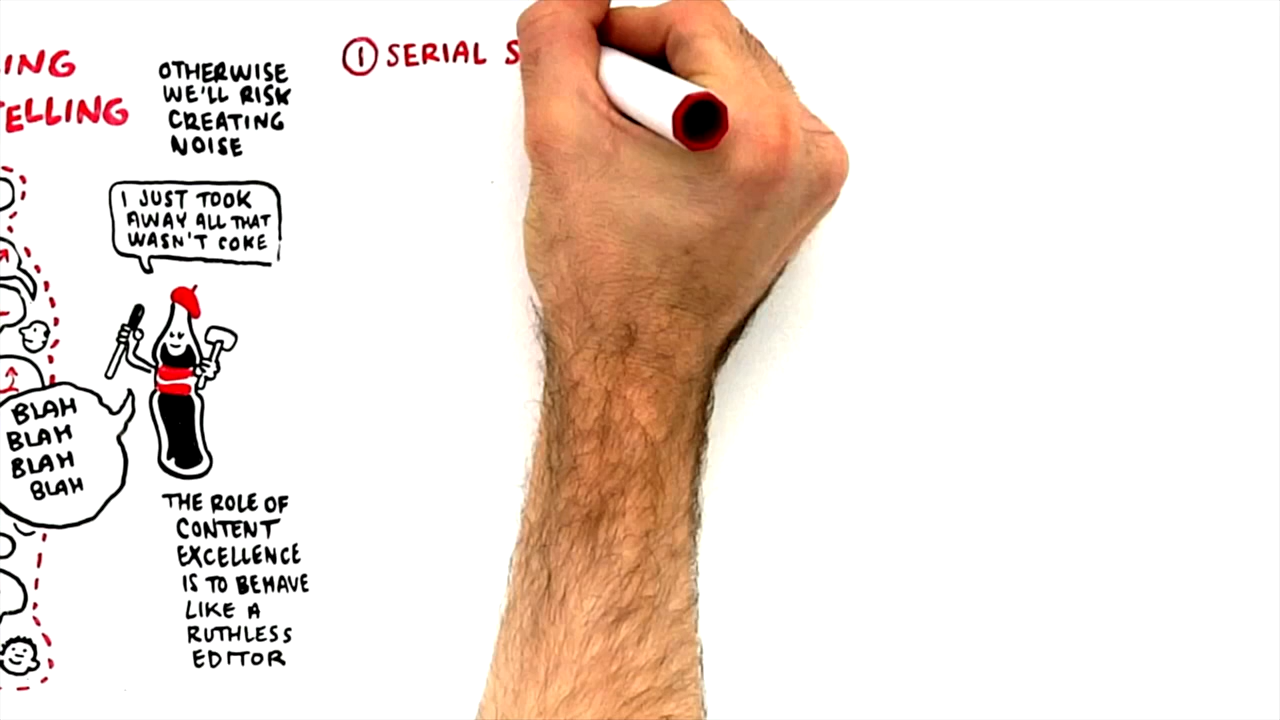 ING
TELLING
OTHERWISE
WE'LL RISK
CREATING
NOISE
I JUST TOOK
AWAY ALL THAT
WASN'T COKE
BLAH
BLAH
BLAH
BLAH
THE ROLE OF
CONTENT
EXCELLENCE
IS TO BEHAVE
LIKE A
RUTHLESS
EDITOR
① SERIAL S